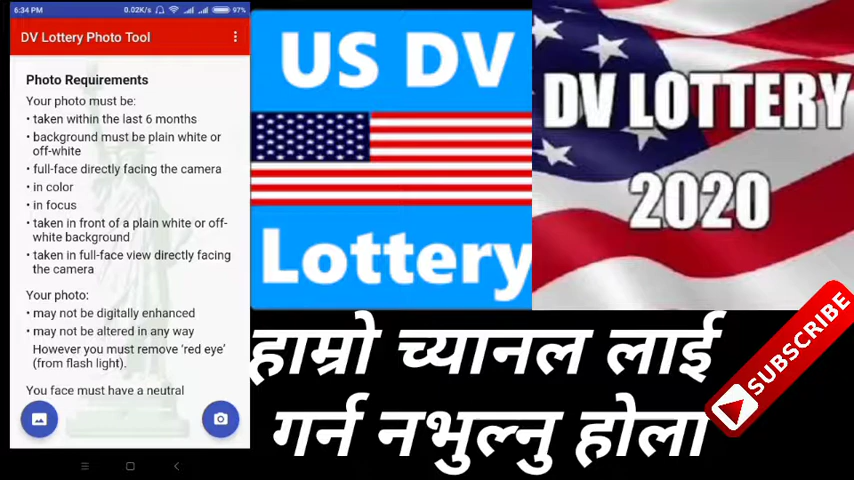 6:34 PM 0.02K/s 97%
DV Lottery Photo Tool
Photo Requirements
Your photo must be:
• taken within the last 6 months
• background must be plain white or
off-white
• full-face directly facing the camera
• in color
• in focus
• taken in front of a plain white or off-
white background
• taken in full-face view directly facing
the camera
Your photo:
• may not be digitally enhanced
• may not be altered in any way
However you must remove ‘red eye’
(from flash light).
You face must have a neutral
US DV
Lottery
DV LOTTERY
2020
हाम्रो च्यानल लाई
गर्न नभुल्नु होला
SUBSCRIBE